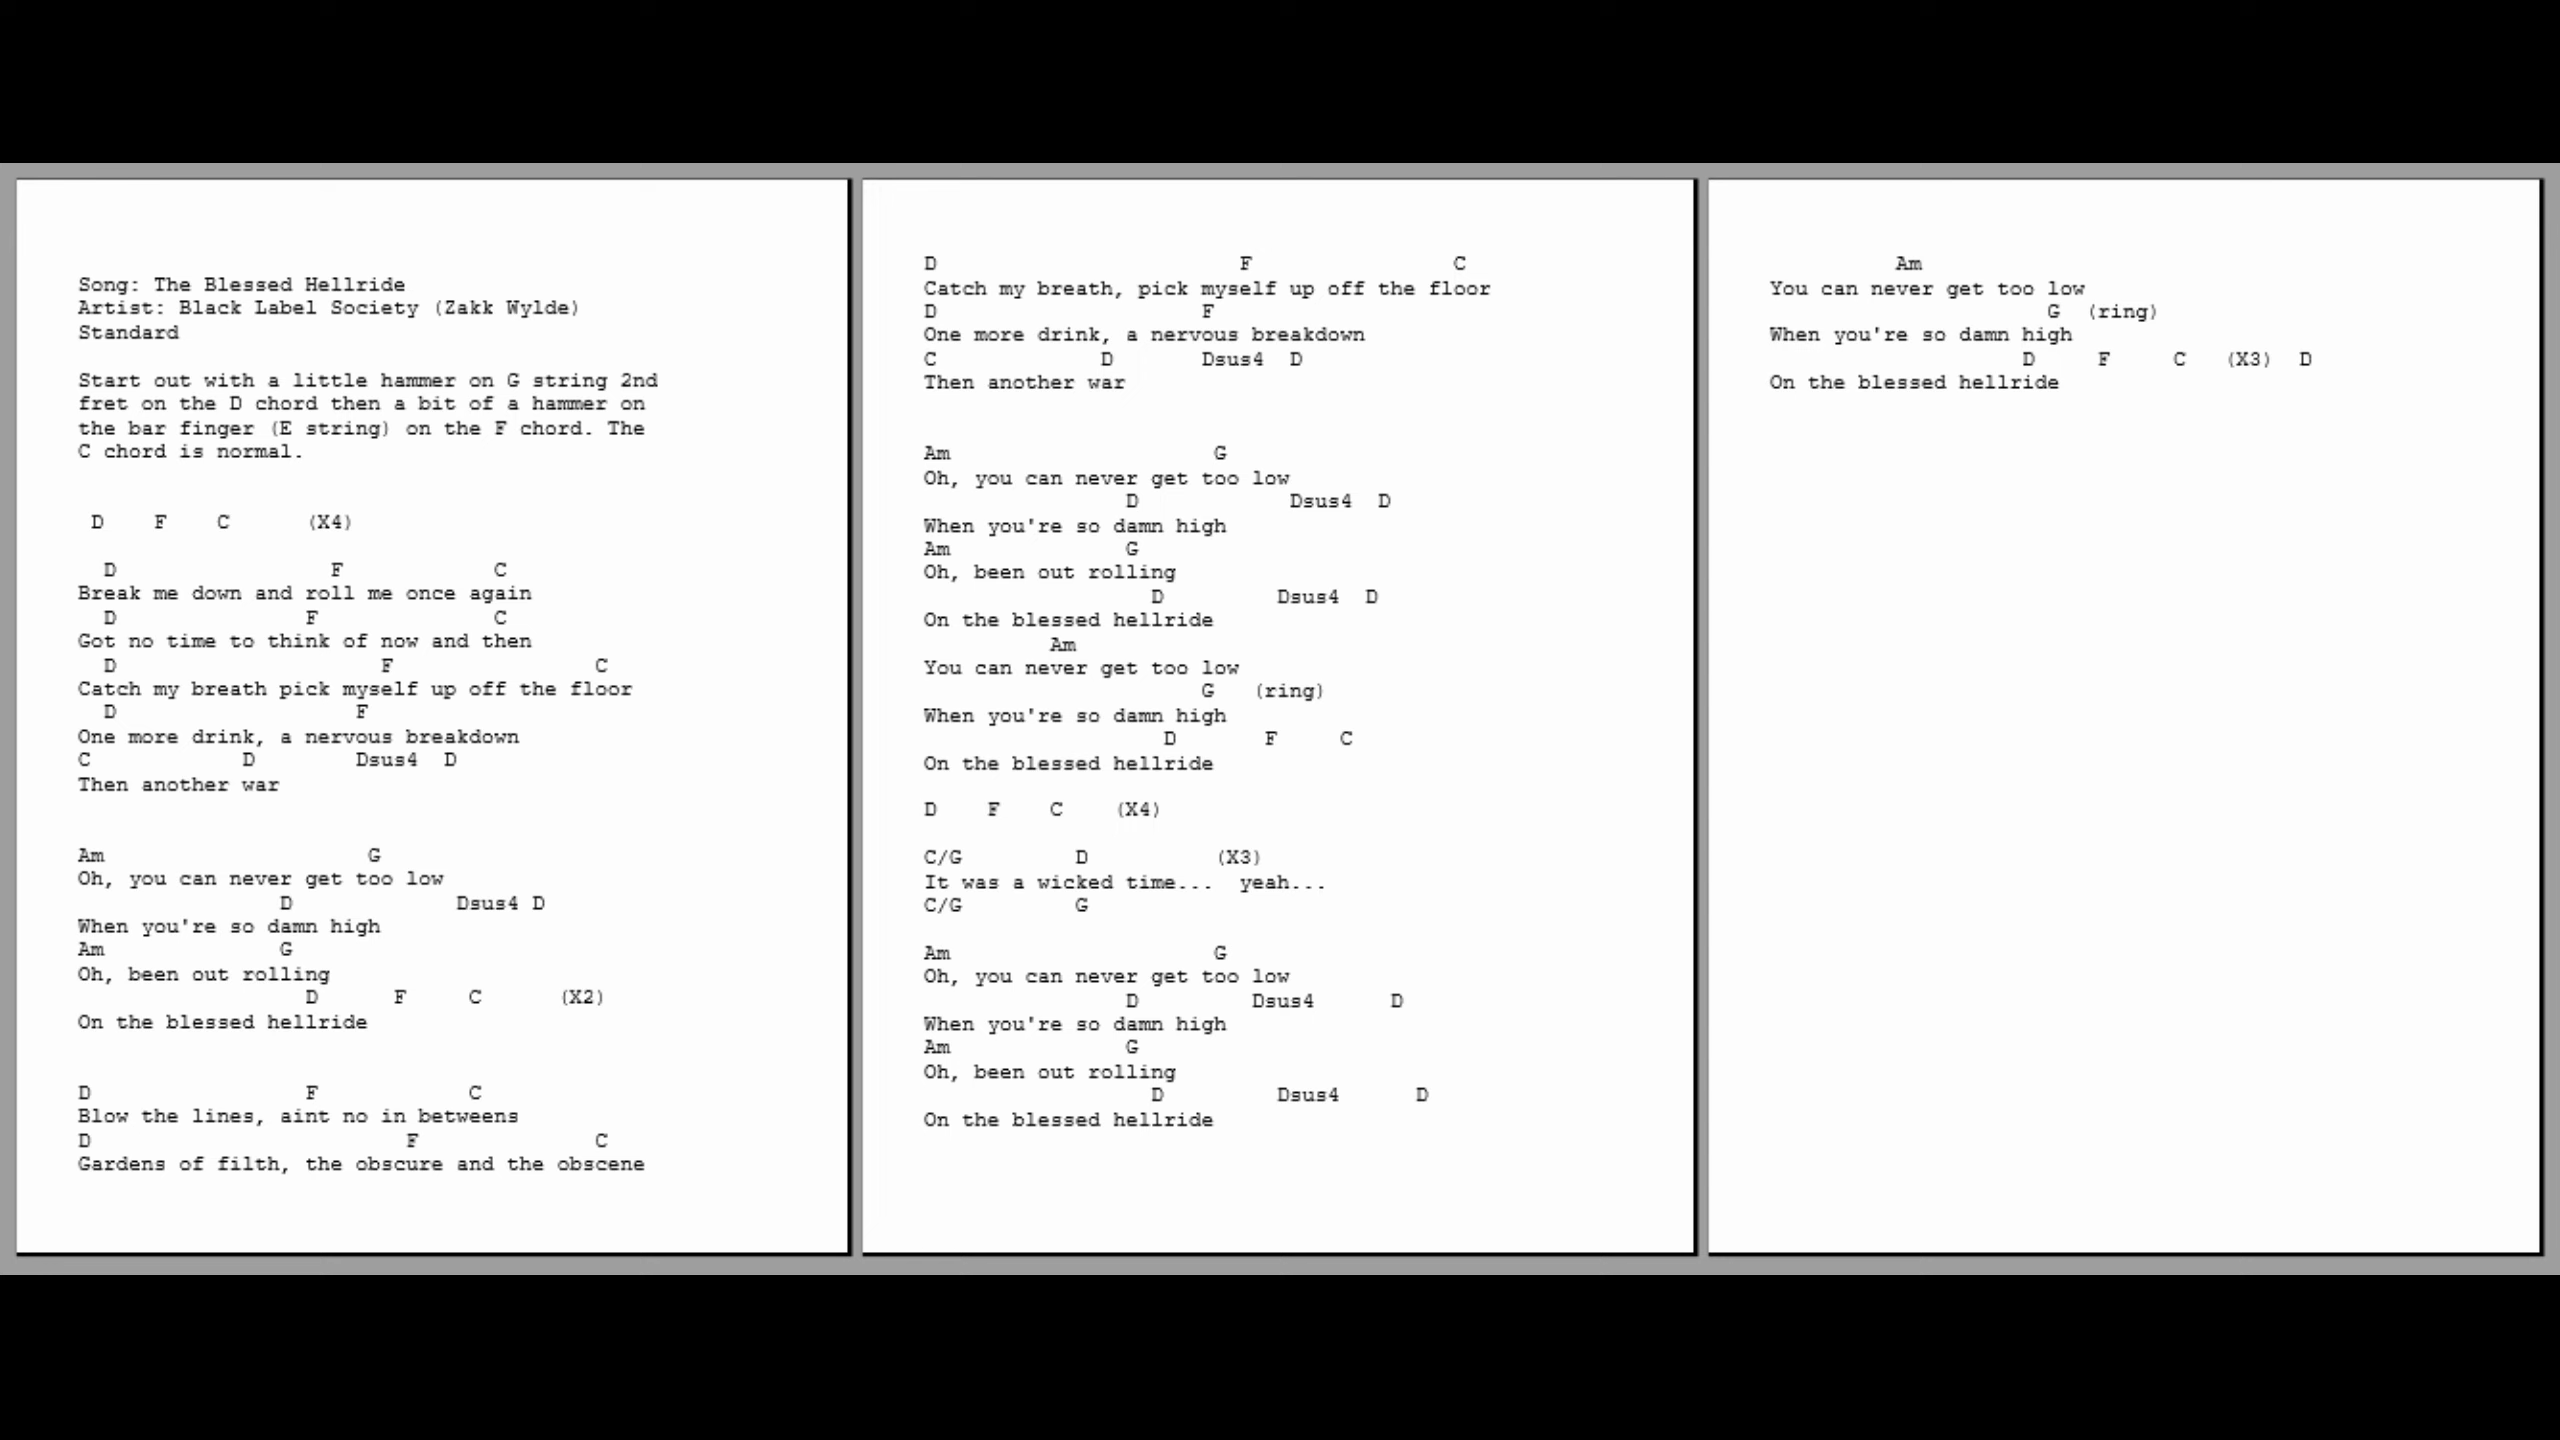 Song: The Blessed Hellride
Artist: Black Label Society (Zakk Wylde)
Standard
Start out with a little hammer on G string 2nd
fret on the D chord then a bit of a hammer on
the bar finger (E string) on the F chord. The
C chord is normal.
D F C (X4)
D F C
Break me down and roll me once again
D F C
Got no time to think of now and then
D F C
Catch my breath pick myself up off the floor
D F
One more drink, a nervous breakdown
C D Dsus4 D
Then another war
Am G
Oh, you can never get too low
D Dsus4 D
When you're so damn high
Am G
Oh, been out rolling
D F C (X2)
On the blessed hellride
D F C
Blow the lines, aint no in betweens
D F C
Gardens of filth, the obscure and the obscene
D F C
Catch my breath, pick myself up off the floor
D F
One more drink, a nervous breakdown
C D Dsus4 D
Then another war
Am G
Oh, you can never get too low
D Dsus4 D
When you're so damn high
Am G
Oh, been out rolling
D Dsus4 D
On the blessed hellride
Am
You can never get too low
G (ring)
When you're so damn high
D F C
On the blessed hellride
D F C (X4)
C/G D (X3)
It was a wicked time... yeah...
C/G G
Am G
Oh, you can never get too low
D Dsus4 D
When you're so damn high
Am G
Oh, been out rolling
D Dsus4 D
On the blessed hellride
Am
You can never get too low
G (ring)
When you're so damn high
D F C (X3) D
On the blessed hellride